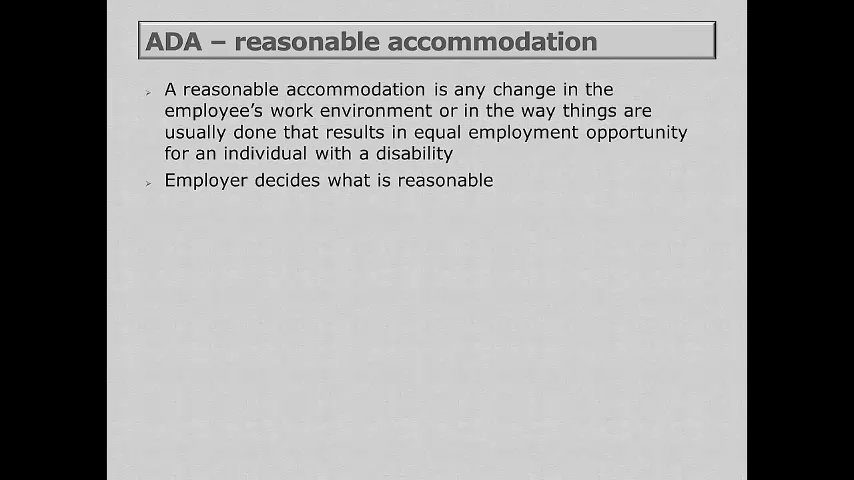 ADA – reasonable accommodation
A reasonable accommodation is any change in the
employee's work environment or in the way things are
usually done that results in equal employment opportunity
for an individual with a disability
Employer decides what is reasonable